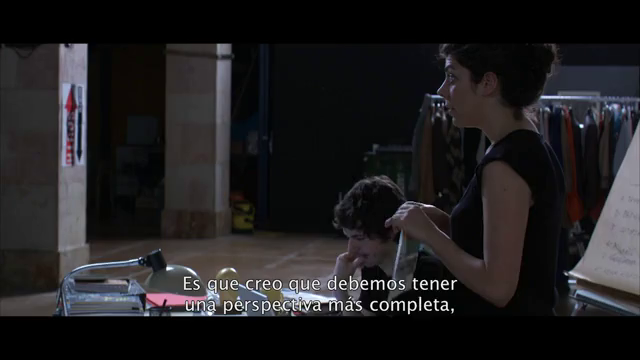 Es que creo que debemos tener
una perspectiva más completa,